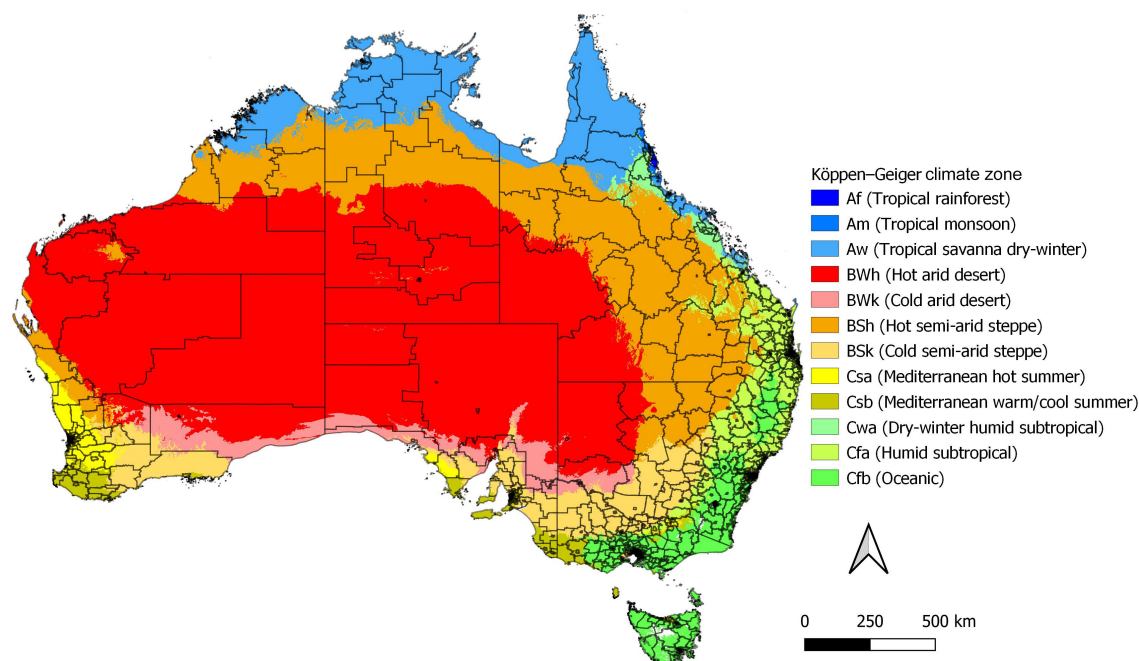 Köppen–Geiger climate zone
Af (Tropical rainforest)
Am (Tropical monsoon)
Aw (Tropical savanna dry-winter)
BWh (Hot arid desert)
BWk (Cold arid desert)
BSh (Hot semi-arid steppe)
BSk (Cold semi-arid steppe)
Csa (Mediterranean hot summer)
Csb (Mediterranean warm/cool summer)
Cwa (Dry-winter humid subtropical)
Cfa (Humid subtropical)
Cfb (Oceanic)
0 250 500 km